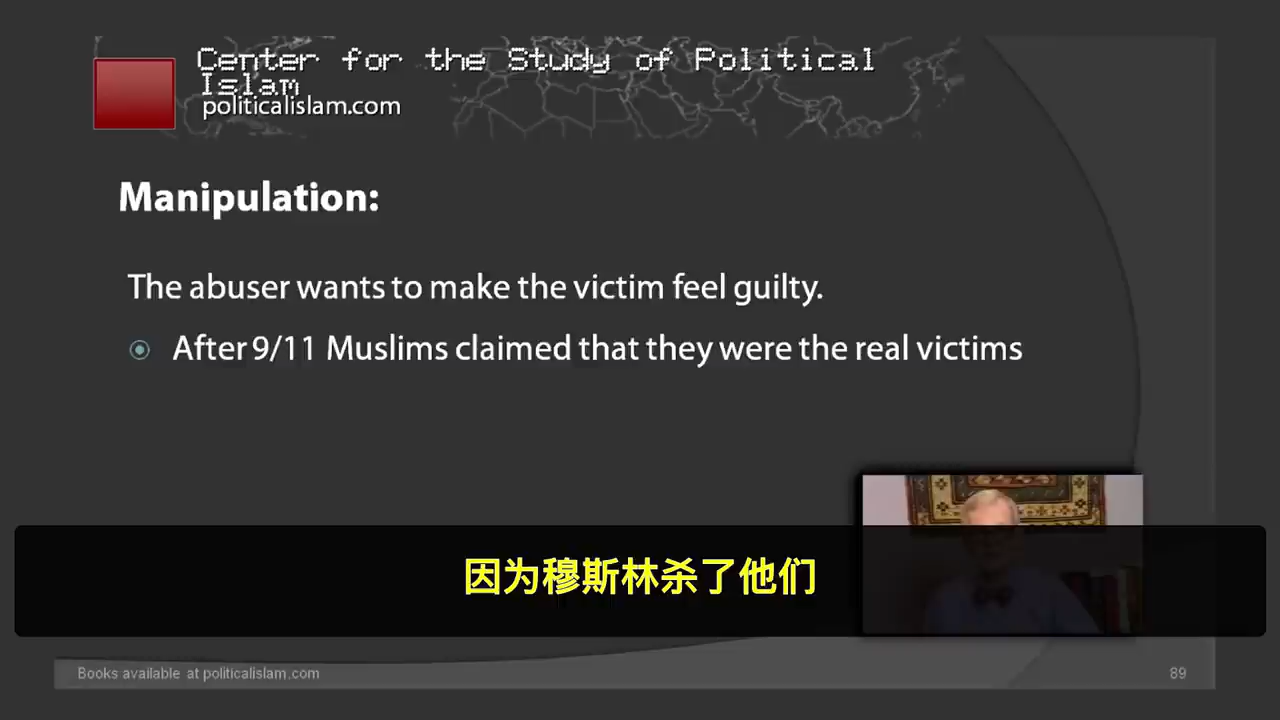 Center for the Study of Political
Islam
politicalislam.com
Manipulation:
The abuser wants to make the victim feel guilty.
After 9/11 Muslims claimed that they were the real victims
因为穆斯林杀了他们
Books available at politicalislam.com
89